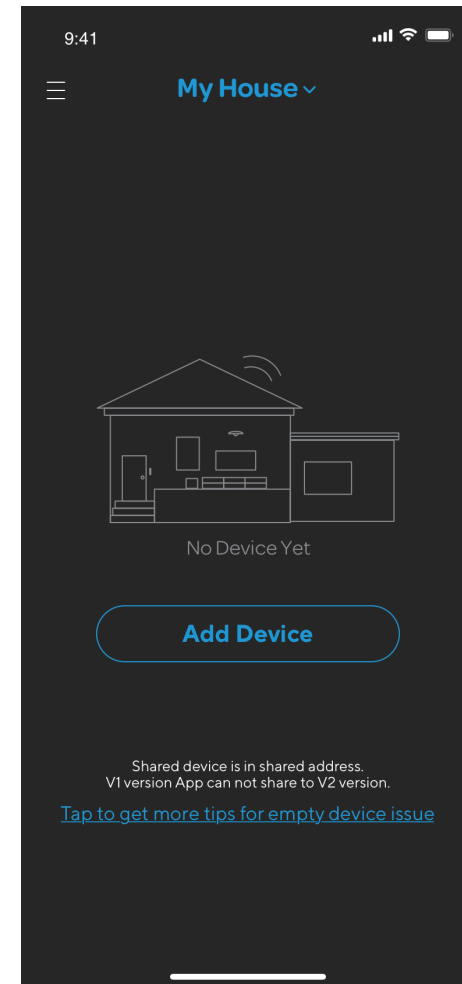 9:41
My House
No Device Yet
Add Device
Shared device is in shared address.
V1 version App can not share to V2 version.
Tap to get more tips for empty device issue